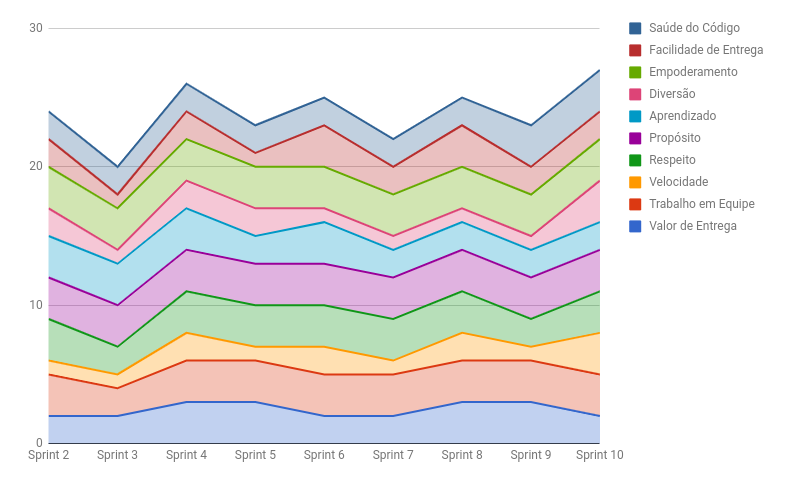 30
20
10
0
Sprint 2 Sprint 3 Sprint 4 Sprint 5 Sprint 6 Sprint 7 Sprint 8 Sprint 9 Sprint 10
Saúde do Código
Facilidade de Entrega
Empoderamento
Diversão
Aprendizado
Propósito
Respeito
Velocidade
Trabalho em Equipe
Valor de Entrega